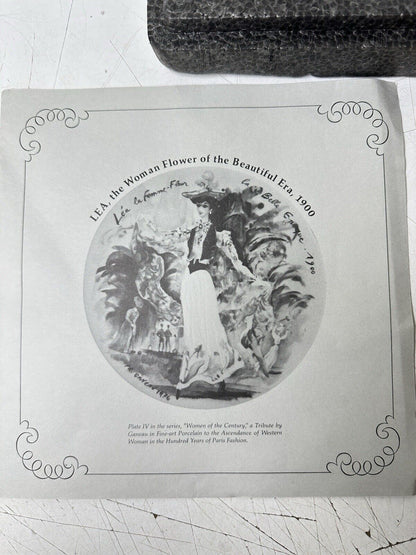 LEA, the Woman Flower of the Beautiful Era, 1900
Léa la Femme Fleur
la Belle Epoque . 1900
Plate IV in the series, "Women of the Century," a Tribute by
Ganeau in Fine-art Porcelain to the Ascendance of Western
Woman in the Hundred Years of Paris Fashion.